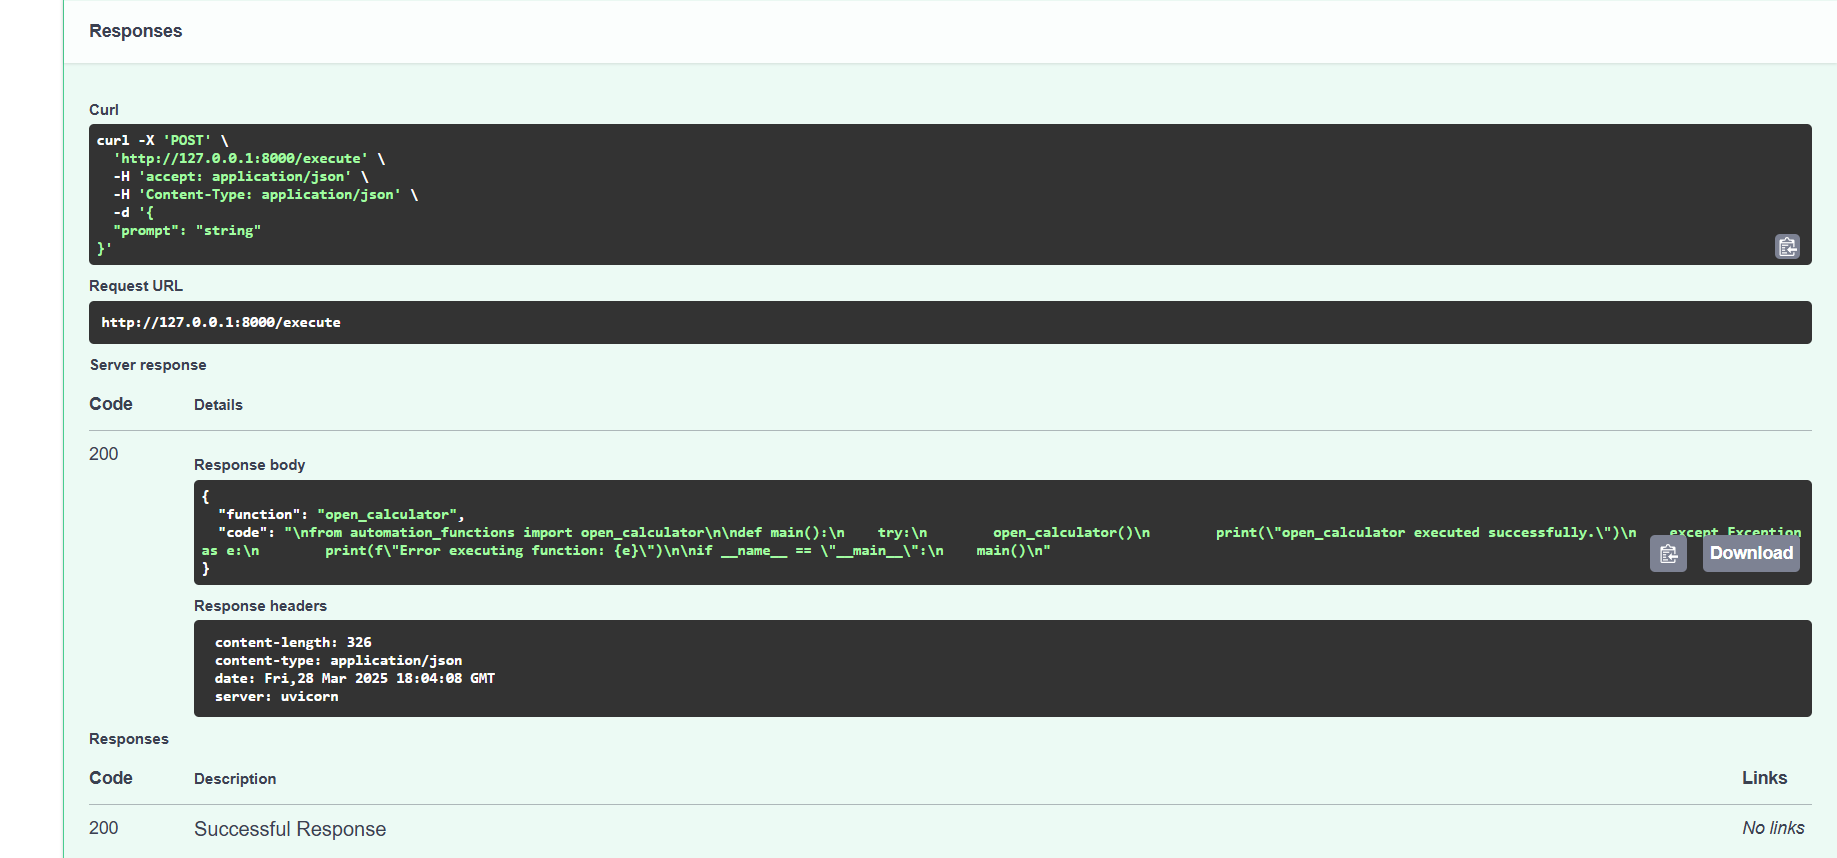 Responses
Curl
curl -X 'POST' \
  'http://127.0.0.1:8000/execute' \
  -H 'accept: application/json' \
  -H 'Content-Type: application/json' \
  -d '{
  "prompt": "string"
}'
Request URL
http://127.0.0.1:8000/execute
Server response
Code Details
200
Response body
{
  "function": "open_calculator",
  "code": "\nfrom automation_functions import open_calculator\n\ndef main():\n    try:\n        open_calculator()\n        print(\"open_calculator executed successfully.\")\n    except Exception
as e:\n        print(f\"Error executing function: {e}\")\n\nif __name__ == \"__main__\":\n    main()\n"
}
Download
Response headers
content-length: 326
content-type: application/json
date: Fri,28 Mar 2025 18:04:08 GMT
server: uvicorn
Responses
Code Description Links
200 Successful Response No links